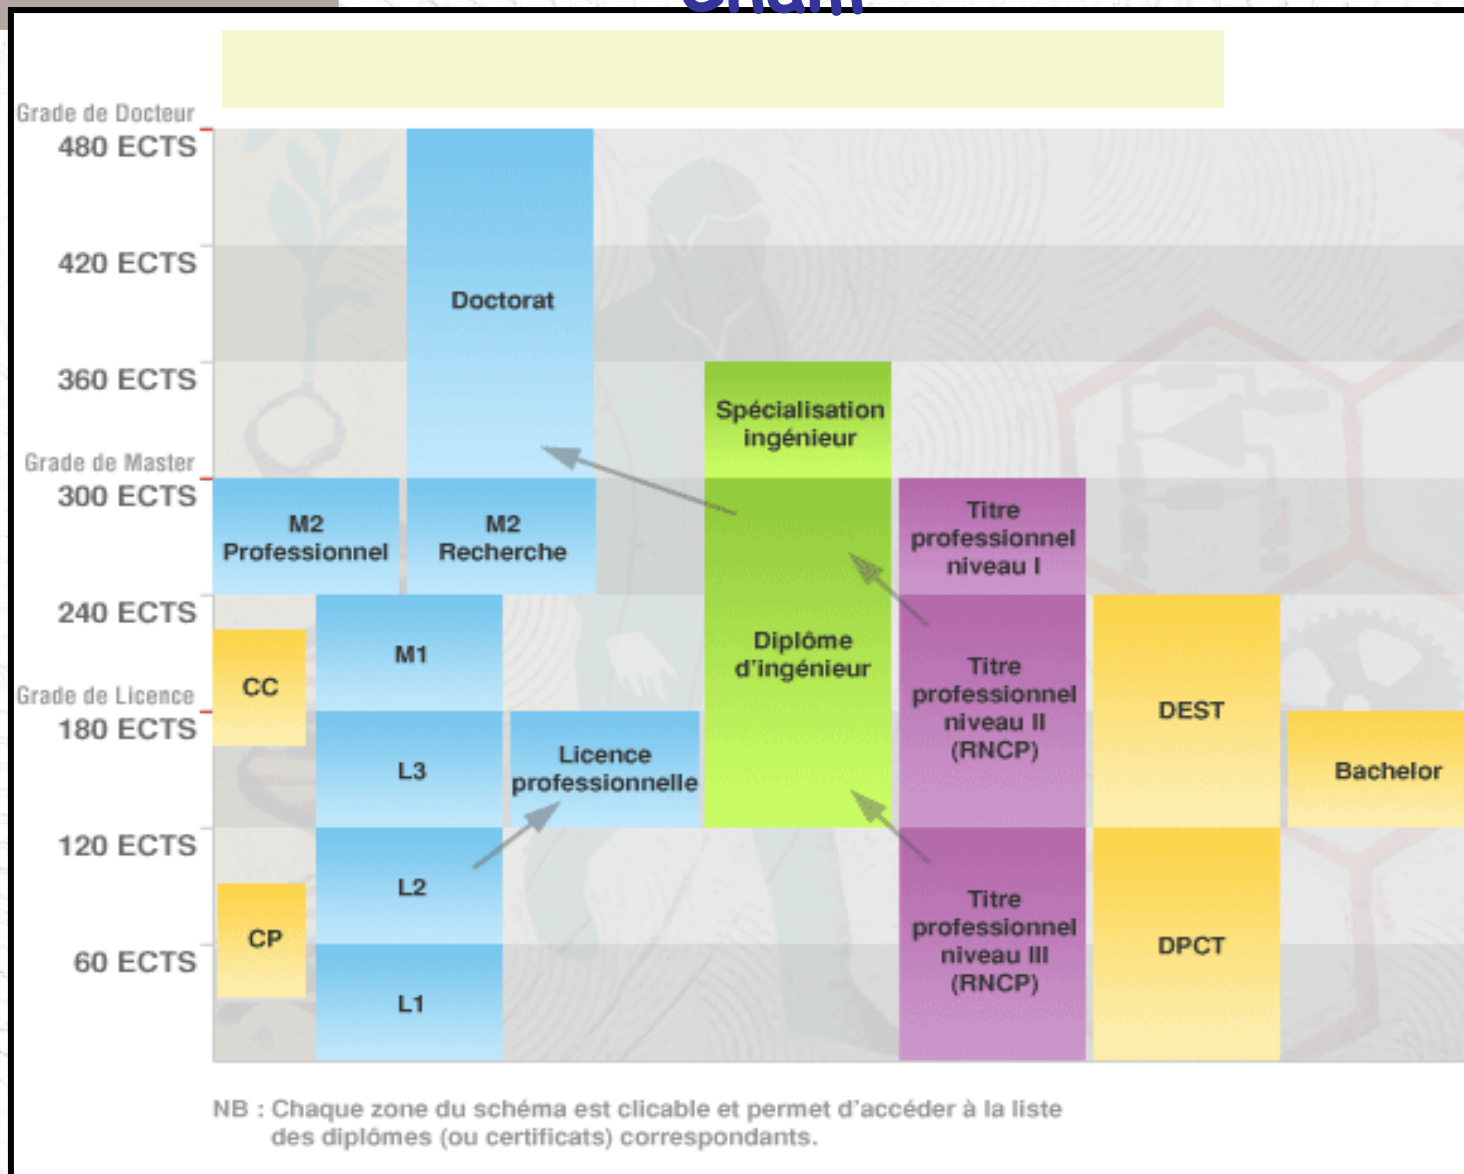 Grade de Docteur
480 ECTS
420 ECTS
Doctorat
360 ECTS
Spécialisation
ingénieur
Grade de Master
300 ECTS
M2
Professionnel
M2
Recherche
Titre
professionnel
niveau I
240 ECTS
M1
CC
Diplôme
d'ingénieur
Titre
professionnel
niveau II
(RNCP)
DEST
Grade de Licence
180 ECTS
L3
Licence
professionnelle
Bachelor
120 ECTS
L2
CP
Titre
professionnel
niveau III
(RNCP)
DPCT
60 ECTS
L1
NB : Chaque zone du schéma est clicable et permet d'accéder à la liste
des diplômes (ou certificats) correspondants.